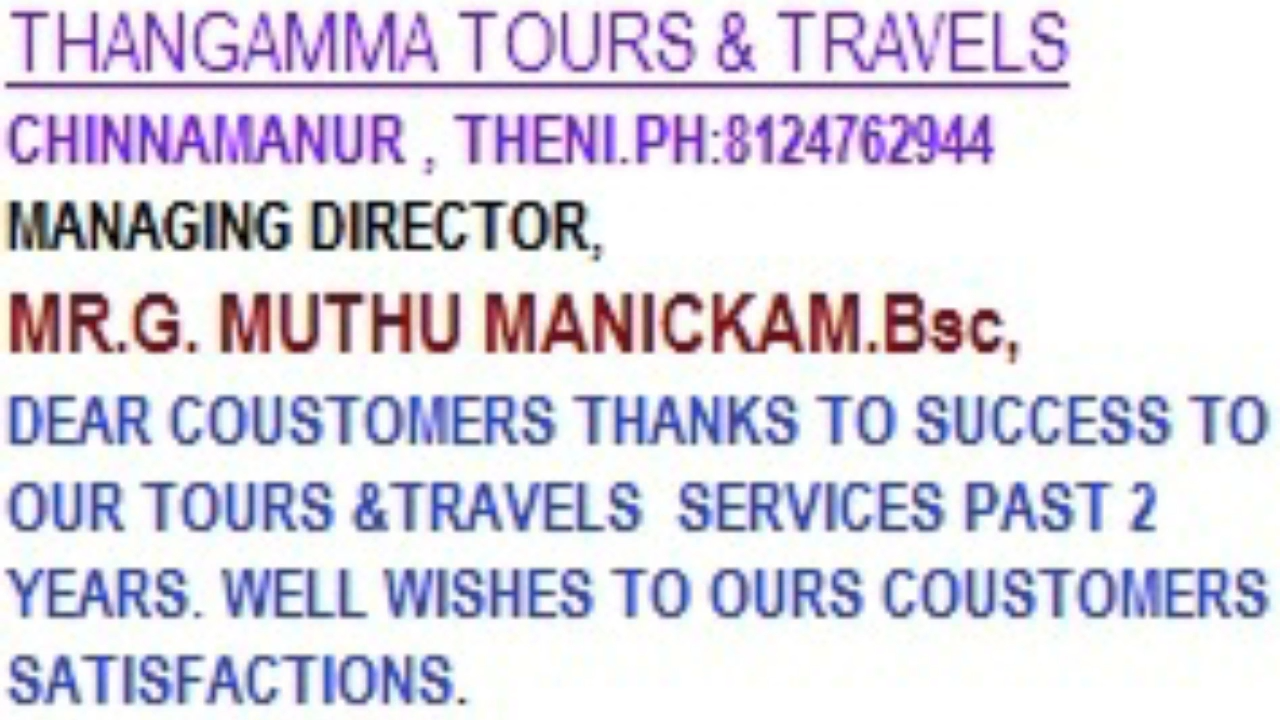 THANGAMMA TOURS & TRAVELS
CHINNAMANUR , THENI.PH:8124762944
MANAGING DIRECTOR,
MR.G. MUTHU MANICKAM.Bsc,
DEAR COUSTOMERS THANKS TO SUCCESS TO
OUR TOURS &TRAVELS SERVICES PAST 2
YEARS. WELL WISHES TO OURS COUSTOMERS
SATISFACTIONS.